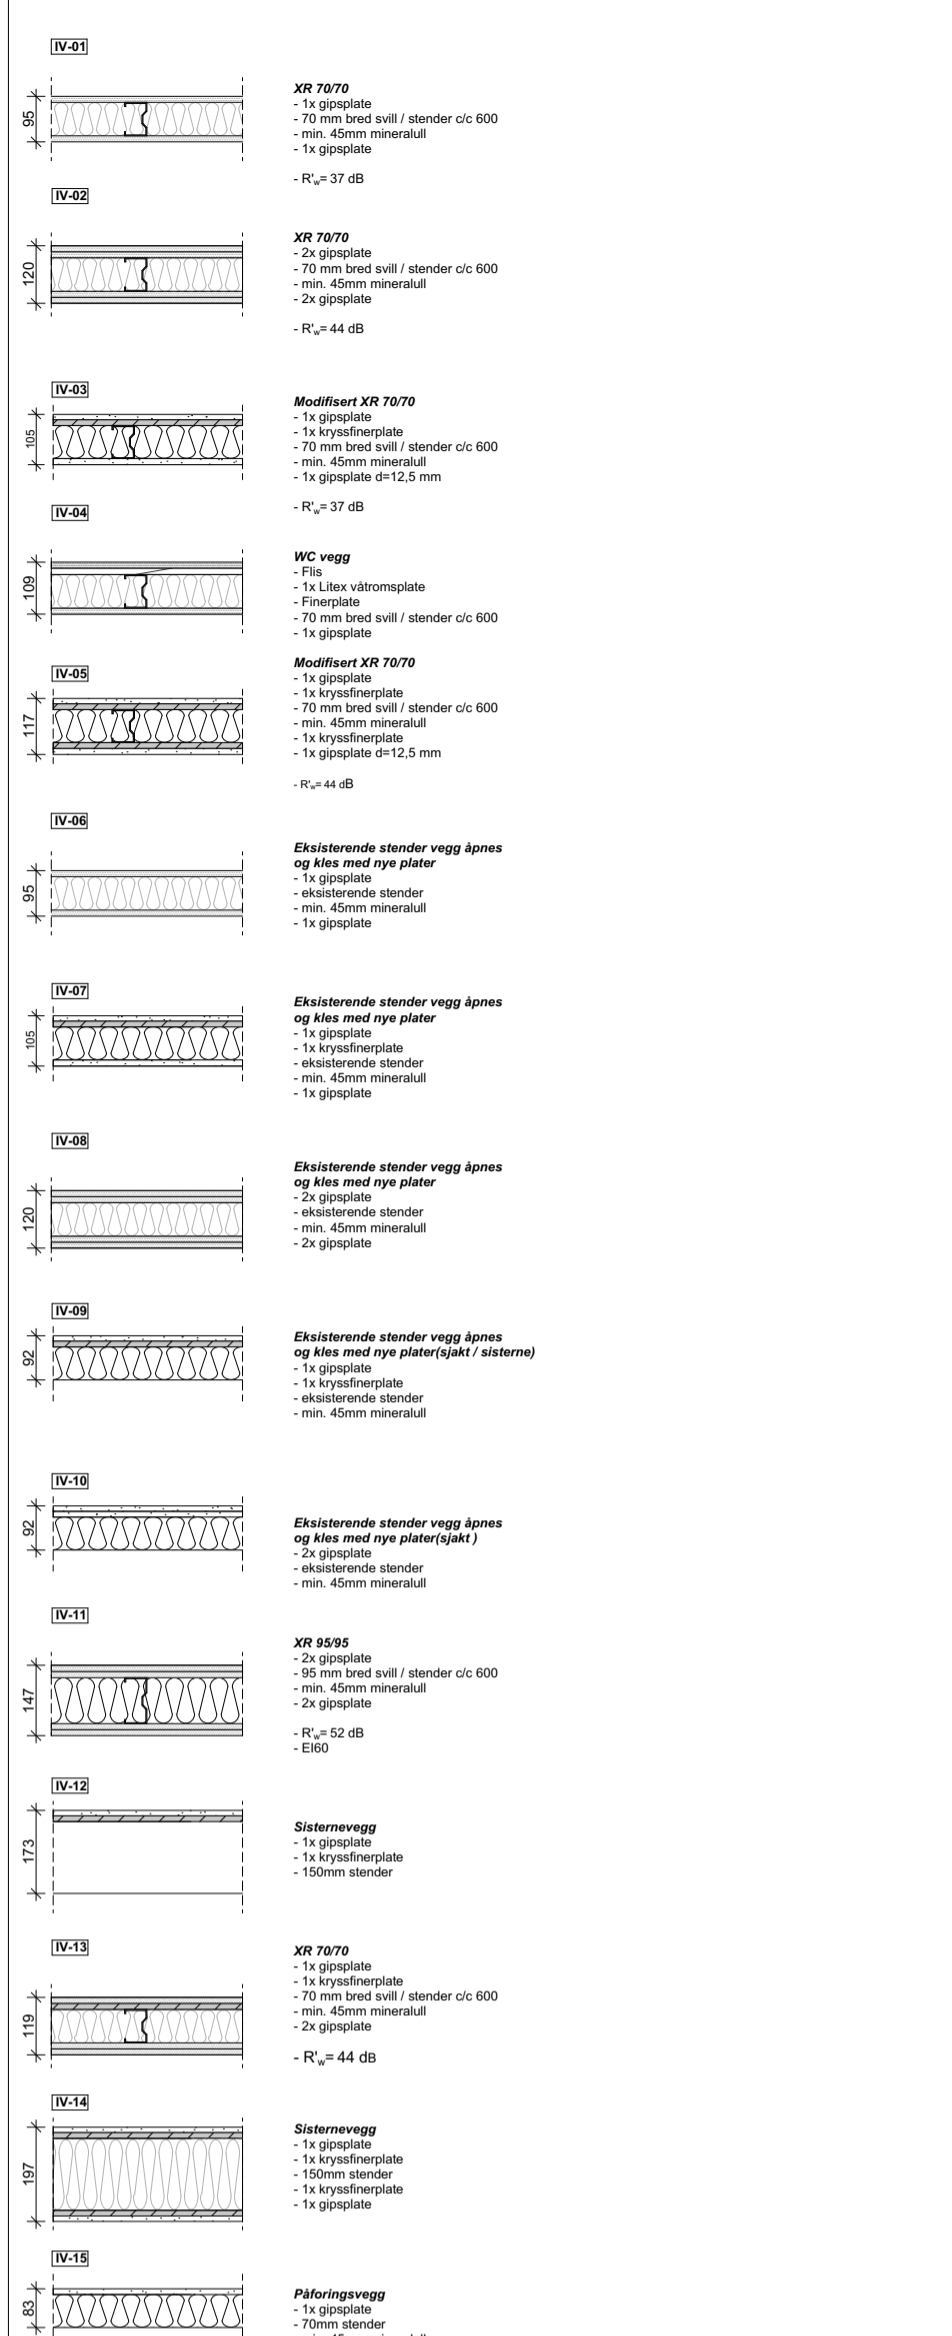 IV-01
95
XR 70/70
- 1x gipsplate
- 70 mm bred svill / stender c/c 600
- min. 45mm mineralull
- 1x gipsplate
- R'w= 37 dB
IV-02
120
XR 70/70
- 2x gipsplate
- 70 mm bred svill / stender c/c 600
- min. 45mm mineralull
- 2x gipsplate
- R'w= 44 dB
IV-03
105
Modifisert XR 70/70
- 1x gipsplate
- 1x kryssfinerplate
- 70 mm bred svill / stender c/c 600
- min. 45mm mineralull
- 1x gipsplate d=12,5 mm
- R'w= 37 dB
IV-04
109
WC vegg
- Flis
- 1x Litex våtromsplate
- Finerplate
- 70 mm bred svill / stender c/c 600
- 1x gipsplate
IV-05
117
Modifisert XR 70/70
- 1x gipsplate
- 1x kryssfinerplate
- 70 mm bred svill / stender c/c 600
- min. 45mm mineralull
- 1x kryssfinerplate
- 1x gipsplate d=12,5 mm
- R'w= 44 dB
IV-06
95
Eksisterende stender vegg åpnes
og kles med nye plater
- 1x gipsplate
- eksisterende stender
- min. 45mm mineralull
- 1x gipsplate
IV-07
105
Eksisterende stender vegg åpnes
og kles med nye plater
- 1x gipsplate
- 1x kryssfinerplate
- eksisterende stender
- min. 45mm mineralull
- 1x gipsplate
IV-08
120
Eksisterende stender vegg åpnes
og kles med nye plater
- 2x gipsplate
- eksisterende stender
- min. 45mm mineralull
- 2x gipsplate
IV-09
92
Eksisterende stender vegg åpnes
og kles med nye plater(sjakt / sisterne)
- 1x gipsplate
- 1x kryssfinerplate
- eksisterende stender
- min. 45mm mineralull
IV-10
92
Eksisterende stender vegg åpnes
og kles med nye plater(sjakt )
- 2x gipsplate
- eksisterende stender
- min. 45mm mineralull
IV-11
147
XR 95/95
- 2x gipsplate
- 95 mm bred svill / stender c/c 600
- min. 45mm mineralull
- 2x gipsplate
- R'w= 52 dB
- EI60
IV-12
173
Sisternevegg
- 1x gipsplate
- 1x kryssfinerplate
- 150mm stender
IV-13
119
XR 70/70
- 1x gipsplate
- 1x kryssfinerplate
- 70 mm bred svill / stender c/c 600
- min. 45mm mineralull
- 2x gipsplate
- R'w= 44 dB
IV-14
197
Sisternevegg
- 1x gipsplate
- 1x kryssfinerplate
- 150mm stender
- 1x kryssfinerplate
- 1x gipsplate
IV-15
83
Påforingsvegg
- 1x gipsplate
- 70mm stender